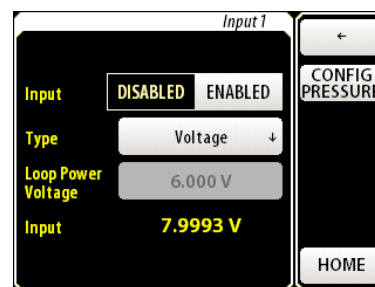 Input 1
←
Input DISABLED ENABLED
CONFIG
PRESSURE
Type Voltage ↓
Loop Power
Voltage
6.000 V
Input 7.9993 V
HOME